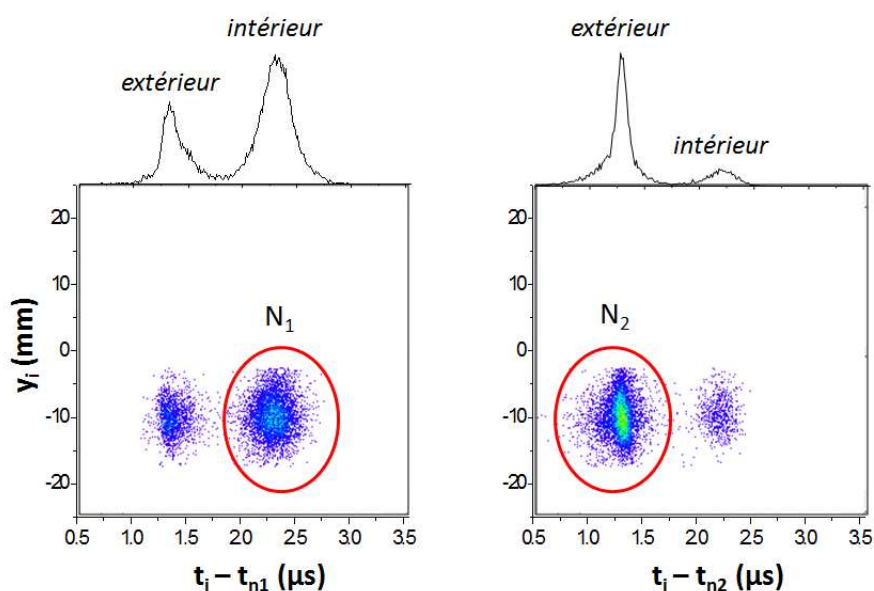 intérieur
extérieur
N₁
20
10
0
-10
-20
yᵢ (mm)
0.5 1.0 1.5 2.0 2.5 3.0 3.5
tᵢ – tₙ₁ (µs)
extérieur
intérieur
N₂
20
10
0
-10
-20
0.5 1.0 1.5 2.0 2.5 3.0 3.5
tᵢ – tₙ₂ (µs)